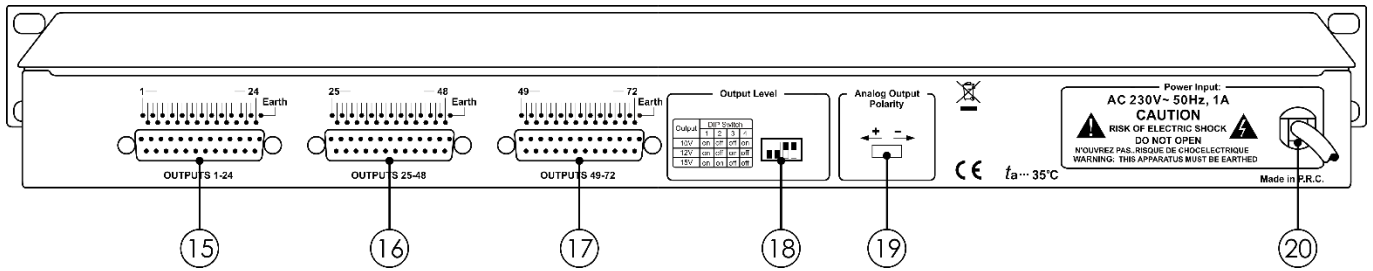 1 24 Earth
OUTPUTS 1-24
25 48 Earth
OUTPUTS 25-48
49 72 Earth
OUTPUTS 49-72
Output Level
Output DIP Switch
1 2 3 4
10V on off off on
12V on off on off
15V on on off off
Analog Output
Polarity
+ −
CE
ta··· 35℃
Power Input:
AC 230V~ 50Hz, 1A
CAUTION
RISK OF ELECTRIC SHOCK
DO NOT OPEN
N'OUVREZ PAS..RISQUE DE CHOCELECTRIQUE
WARNING: THIS APPARATUS MUST BE EARTHED
Made in P.R.C.
15 16 17 18 19 20